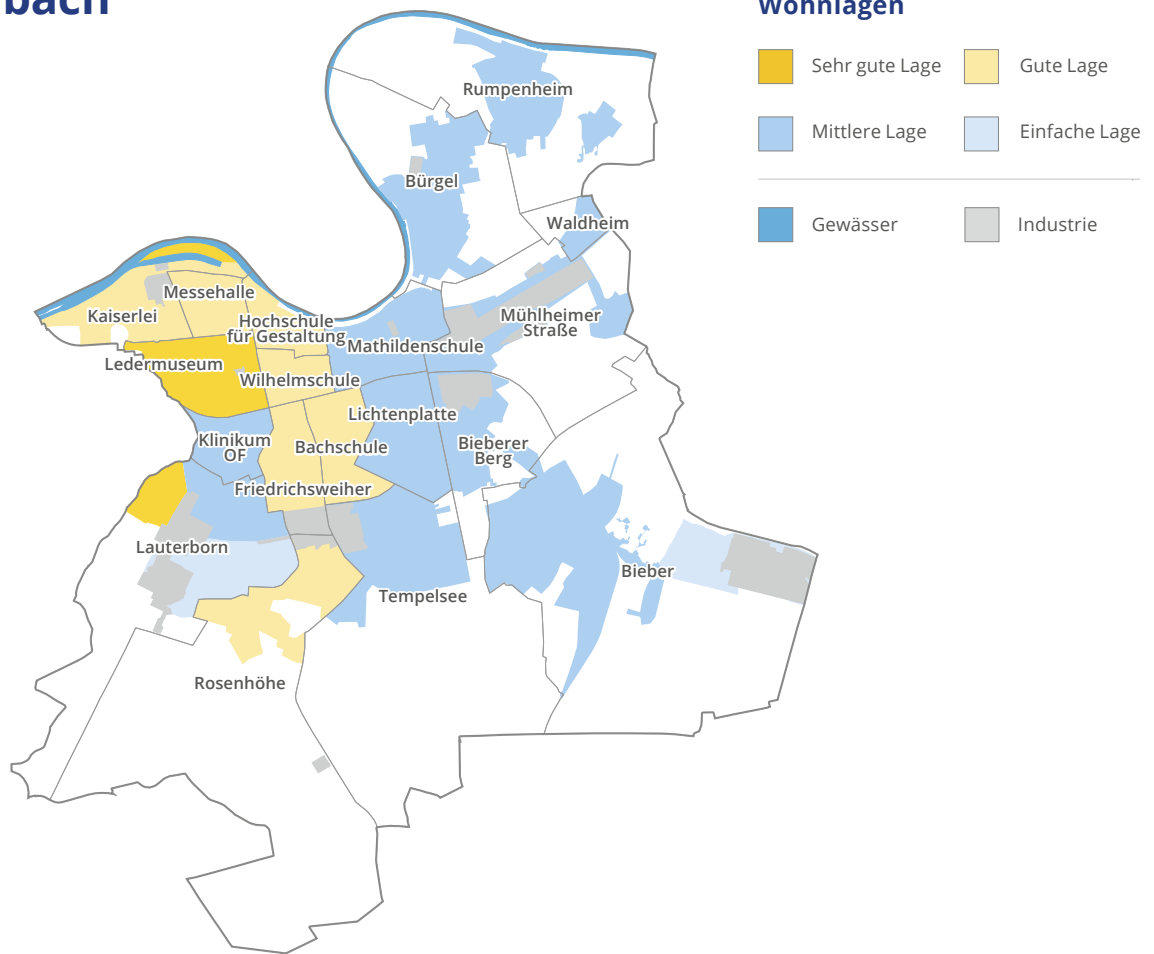 bach
Wohnlagen
Sehr gute Lage
Gute Lage
Mittlere Lage
Einfache Lage
Gewässer
Industrie
Rumpenheim
Bürgel
Waldheim
Messehalle
Kaiserlei
Hochschule
für Gestaltung
Mühlheimer
Straße
Mathildenschule
Ledermuseum
Wilhelmschule
Lichtenplatte
Klinikum
OF
Bachschule
Bieberer
Berg
Friedrichsweiher
Lauterborn
Bieber
Tempelsee
Rosenhöhe